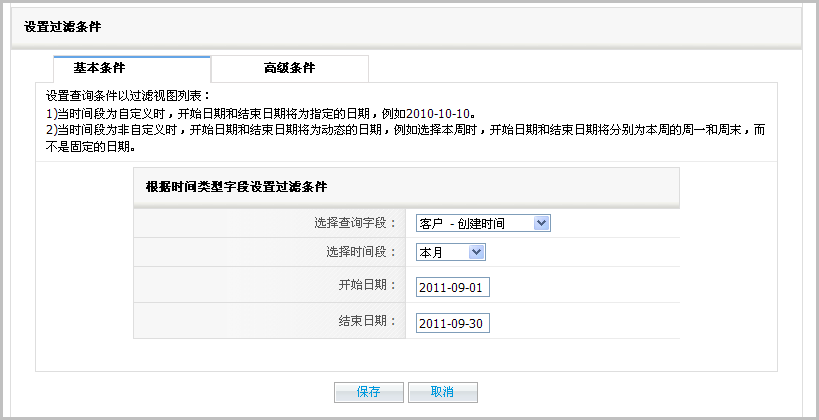 设置过滤条件
基本条件 高级条件
设置查询条件以过滤视图列表：
1)当时间段为自定义时，开始日期和结束日期将为指定的日期，例如2010-10-10。
2)当时间段为非自定义时，开始日期和结束日期将为动态的日期，例如选择本周时，开始日期和结束日期将分别为本周的周一和周末，而
不是固定的日期。
根据时间类型字段设置过滤条件
选择查询字段： 客户 - 创建时间
选择时间段： 本月
开始日期： 2011-09-01
结束日期： 2011-09-30
保存 取消